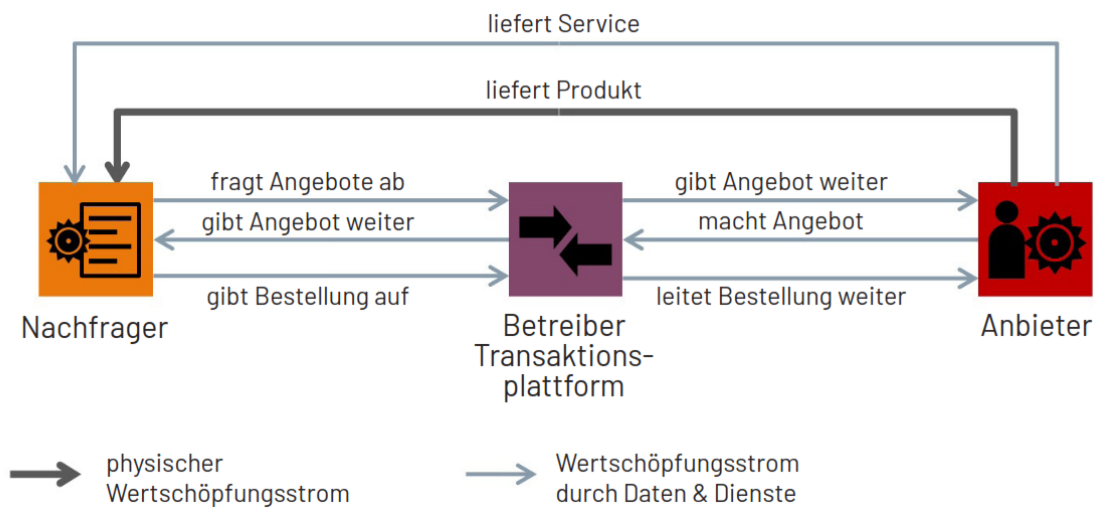 liefert Service
liefert Produkt
fragt Angebote ab
gibt Angebot weiter
gibt Angebot weiter
macht Angebot
gibt Bestellung auf
leitet Bestellung weiter
Nachfrager
Betreiber
Transaktions-
plattform
Anbieter
physischer
Wertschöpfungsstrom
Wertschöpfungsstrom
durch Daten & Dienste